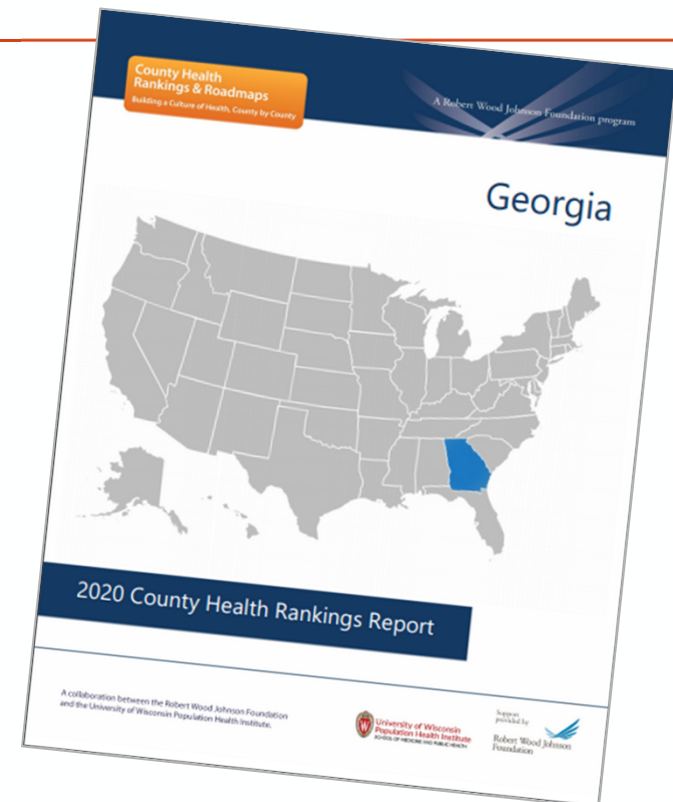 County Health
Rankings & Roadmaps
Building a Culture of Health, County by County
A Robert Wood Johnson Foundation program
Georgia
2020 County Health Rankings Report
A collaboration between the Robert Wood Johnson Foundation
and the University of Wisconsin Population Health Institute.
University of Wisconsin
Population Health Institute
SCHOOL OF MEDICINE AND PUBLIC HEALTH
Support
provided by
Robert Wood Johnson
Foundation